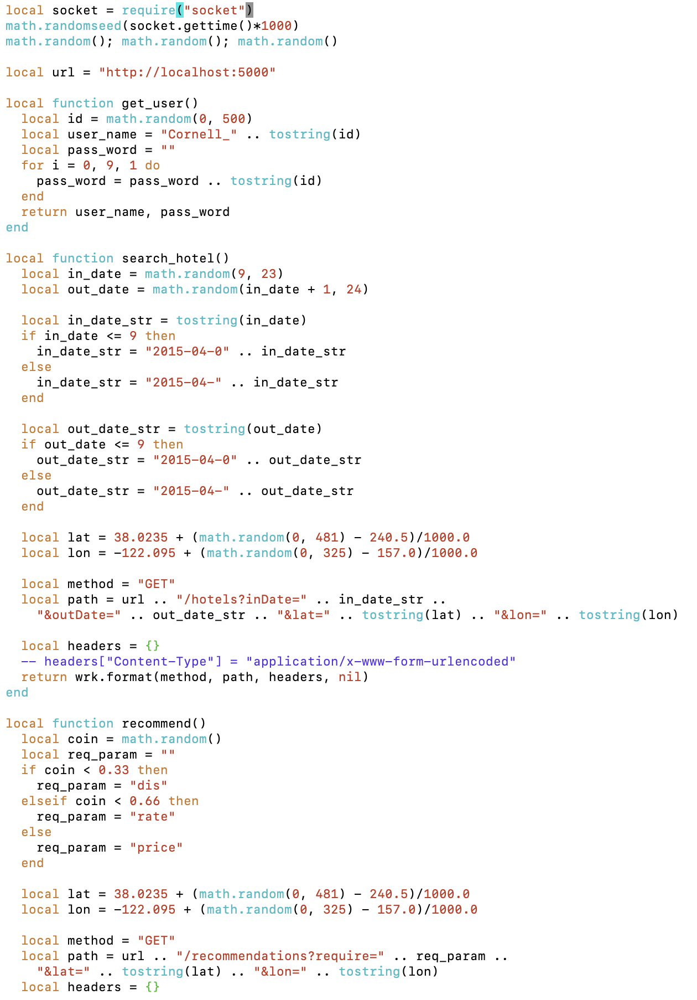 local socket = require("socket")
math.randomseed(socket.gettime()*1000)
math.random(); math.random(); math.random()

local url = "http://localhost:5000"

local function get_user()
  local id = math.random(0, 500)
  local user_name = "Cornell_" .. tostring(id)
  local pass_word = ""
  for i = 0, 9, 1 do
    pass_word = pass_word .. tostring(id)
  end
  return user_name, pass_word
end

local function search_hotel()
  local in_date = math.random(9, 23)
  local out_date = math.random(in_date + 1, 24)

  local in_date_str = tostring(in_date)
  if in_date <= 9 then
    in_date_str = "2015-04-0" .. in_date_str
  else
    in_date_str = "2015-04-" .. in_date_str
  end

  local out_date_str = tostring(out_date)
  if out_date <= 9 then
    out_date_str = "2015-04-0" .. out_date_str
  else
    out_date_str = "2015-04-" .. out_date_str
  end

  local lat = 38.0235 + (math.random(0, 481) - 240.5)/1000.0
  local lon = -122.095 + (math.random(0, 325) - 157.0)/1000.0

  local method = "GET"
  local path = url .. "/hotels?inDate=" .. in_date_str ..
    "&outDate=" .. out_date_str .. "&lat=" .. tostring(lat) .. "&lon=" .. tostring(lon)

  local headers = {}
  -- headers["Content-Type"] = "application/x-www-form-urlencoded"
  return wrk.format(method, path, headers, nil)
end

local function recommend()
  local coin = math.random()
  local req_param = ""
  if coin < 0.33 then
    req_param = "dis"
  elseif coin < 0.66 then
    req_param = "rate"
  else
    req_param = "price"
  end

  local lat = 38.0235 + (math.random(0, 481) - 240.5)/1000.0
  local lon = -122.095 + (math.random(0, 325) - 157.0)/1000.0

  local method = "GET"
  local path = url .. "/recommendations?require=" .. req_param ..
    "&lat=" .. tostring(lat) .. "&lon=" .. tostring(lon)
  local headers = {}